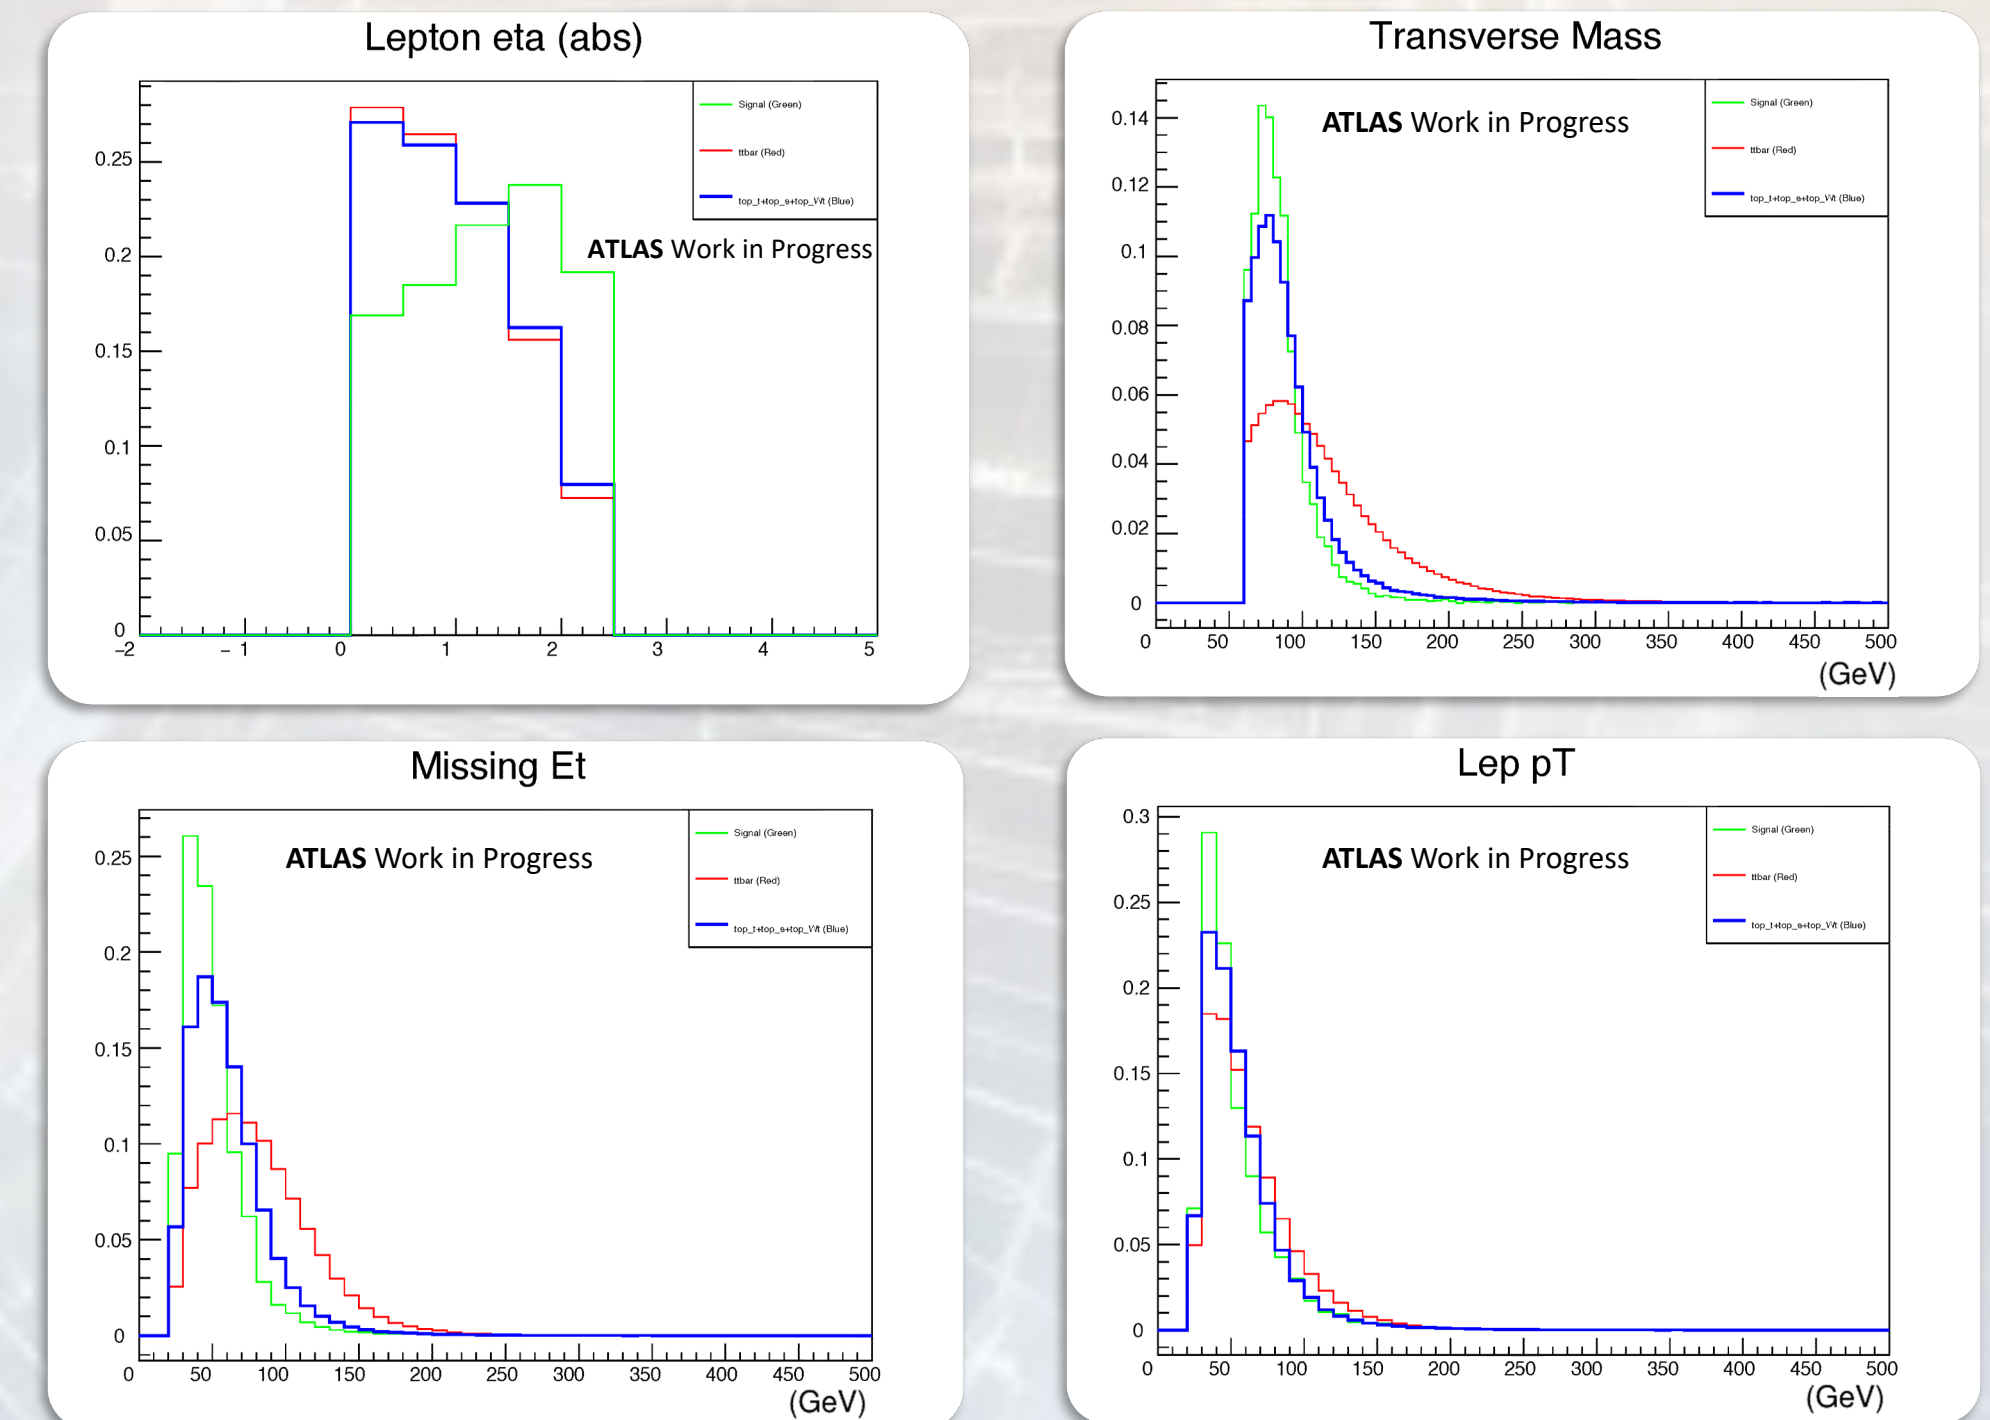 Lepton eta (abs)
Signal (Green)
ttbar (Red)
top_t+top_s+top_Wt (Blue)
ATLAS Work in Progress
0.25
0.2
0.15
0.1
0.05
0
−2 − 1 0 1 2 3 4 5
Transverse Mass
Signal (Green)
ttbar (Red)
top_t+top_s+top_Wt (Blue)
ATLAS Work in Progress
0.14
0.12
0.1
0.08
0.06
0.04
0.02
0
0 50 100 150 200 250 300 350 400 450 500
(GeV)
Missing Et
Signal (Green)
ttbar (Red)
top_t+top_s+top_Wt (Blue)
ATLAS Work in Progress
0.25
0.2
0.15
0.1
0.05
0
0 50 100 150 200 250 300 350 400 450 500
(GeV)
Lep pT
Signal (Green)
ttbar (Red)
top_t+top_s+top_Wt (Blue)
ATLAS Work in Progress
0.3
0.25
0.2
0.15
0.1
0.05
0
0 50 100 150 200 250 300 350 400 450 500
(GeV)